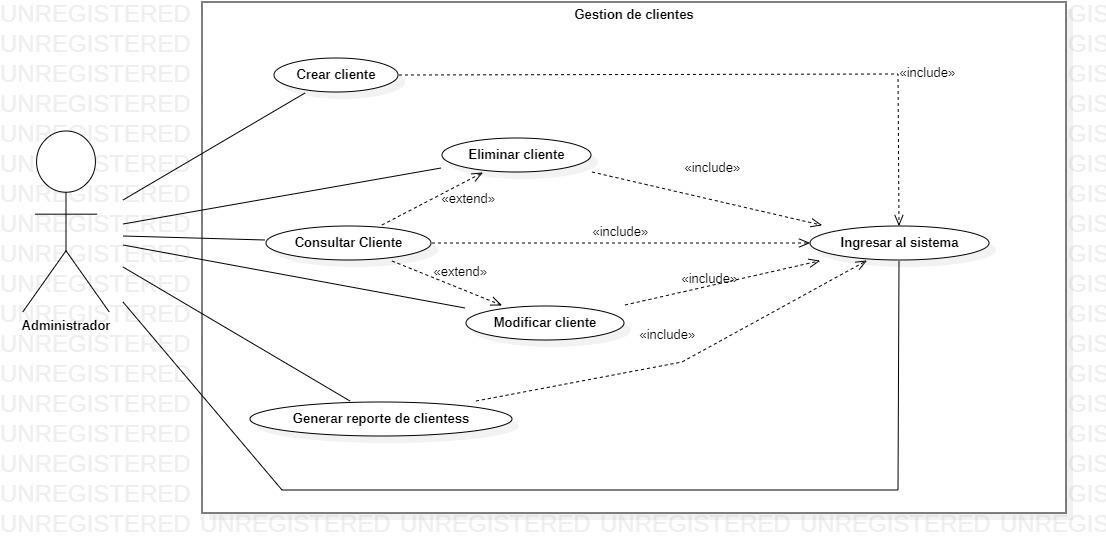 Gestion de clientes
Crear cliente
«include»
Eliminar cliente
«include»
«extend»
Consultar Cliente
«include»
Ingresar al sistema
«extend»
«include»
Modificar cliente
Administrador
«include»
Generar reporte de clientess
UNREGISTERED UNREGISTERED UNREGISTERED UNREGISTERED UNREGISTERED UNREGISTERED